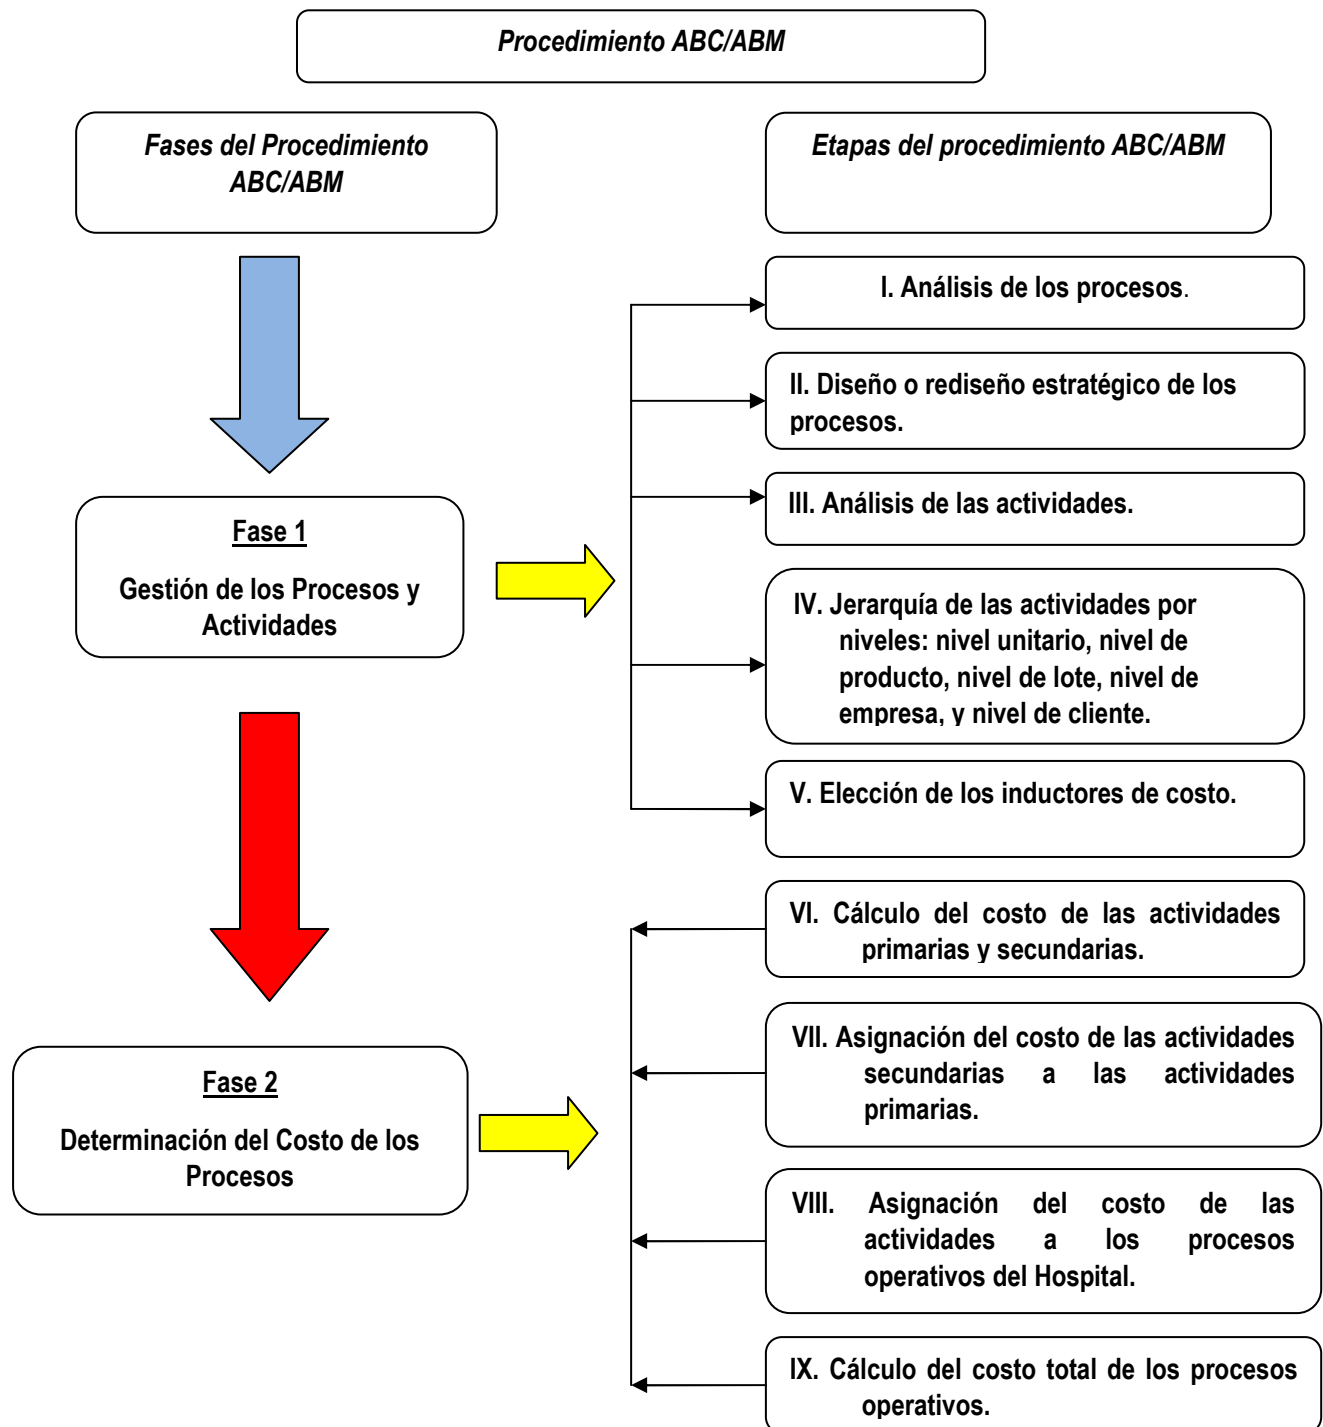 Procedimiento ABC/ABM
Fases del Procedimiento
ABC/ABM
Etapas del procedimiento ABC/ABM
I. Análisis de los procesos.
II. Diseño o rediseño estratégico de los
procesos.
III. Análisis de las actividades.
Fase 1
Gestión de los Procesos y
Actividades
IV. Jerarquía de las actividades por
niveles: nivel unitario, nivel de
producto, nivel de lote, nivel de
empresa, y nivel de cliente.
V. Elección de los inductores de costo.
VI. Cálculo del costo de las actividades
primarias y secundarias.
VII. Asignación del costo de las actividades
secundarias a las actividades
primarias.
Fase 2
Determinación del Costo de los
Procesos
VIII. Asignación del costo de las
actividades a los procesos
operativos del Hospital.
IX. Cálculo del costo total de los procesos
operativos.